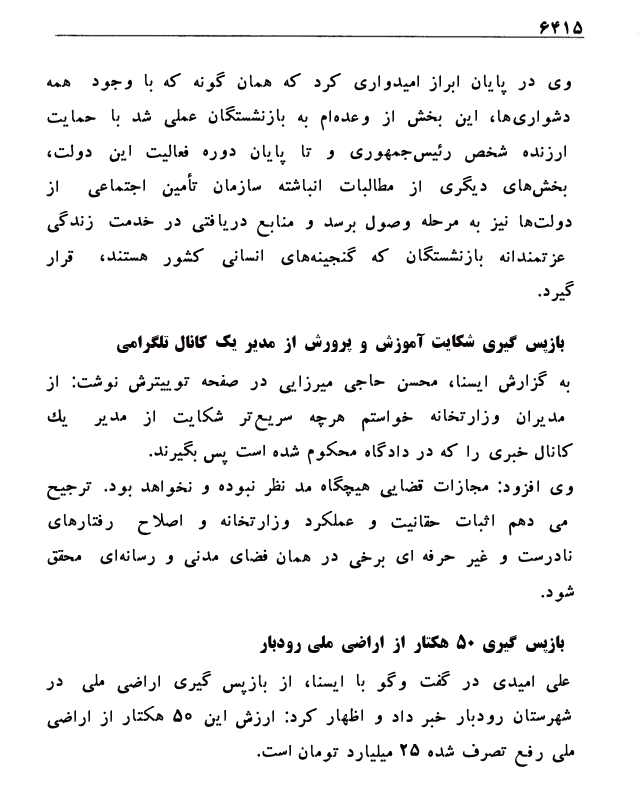 ۶۴۱۵
وی در پایان ابراز امیدواری کرد که همان گونه که با وجود همه
دشواری‌ها، این بخش از وعده‌ام به بازنشستگان عملی شد با حمایت
ارزنده شخص رئیس‌جمهوری و تا پایان دوره فعالیت این دولت،
بخش‌های دیگری از مطالبات انباشته سازمان تأمین اجتماعی از
دولت‌ها نیز به مرحله وصول برسد و منابع دریافتی در خدمت زندگی
عزتمندانه بازنشستگان که گنجینه‌های انسانی کشور هستند، قرار
گیرد.
بازپس گیری شکایت آموزش و پرورش از مدیر یک کانال تلگرامی
به گزارش ایسنا، محسن حاجی میرزایی در صفحه توییترش نوشت: از
مدیران وزارتخانه خواستم هرچه سریع‌تر شکایت از مدیر یك
کانال خبری را که در دادگاه محکوم شده است پس بگیرند.
وی افزود: مجازات قضایی هیچگاه مد نظر نبوده و نخواهد بود. ترجیح
می دهم اثبات حقانیت و عملکرد وزارتخانه و اصلاح رفتارهای
نادرست و غیر حرفه ای برخی در همان فضای مدنی و رسانه‌ای محقق
شود.
بازپس گیری ۵۰ هکتار از اراضی ملی رودبار
علی امیدی در گفت وگو با ایسنا، از بازپس گیری اراضی ملی در
شهرستان رودبار خبر داد و اظهار کرد: ارزش این ۵۰ هکتار از اراضی
ملی رفع تصرف شده ۲۵ میلیارد تومان است.